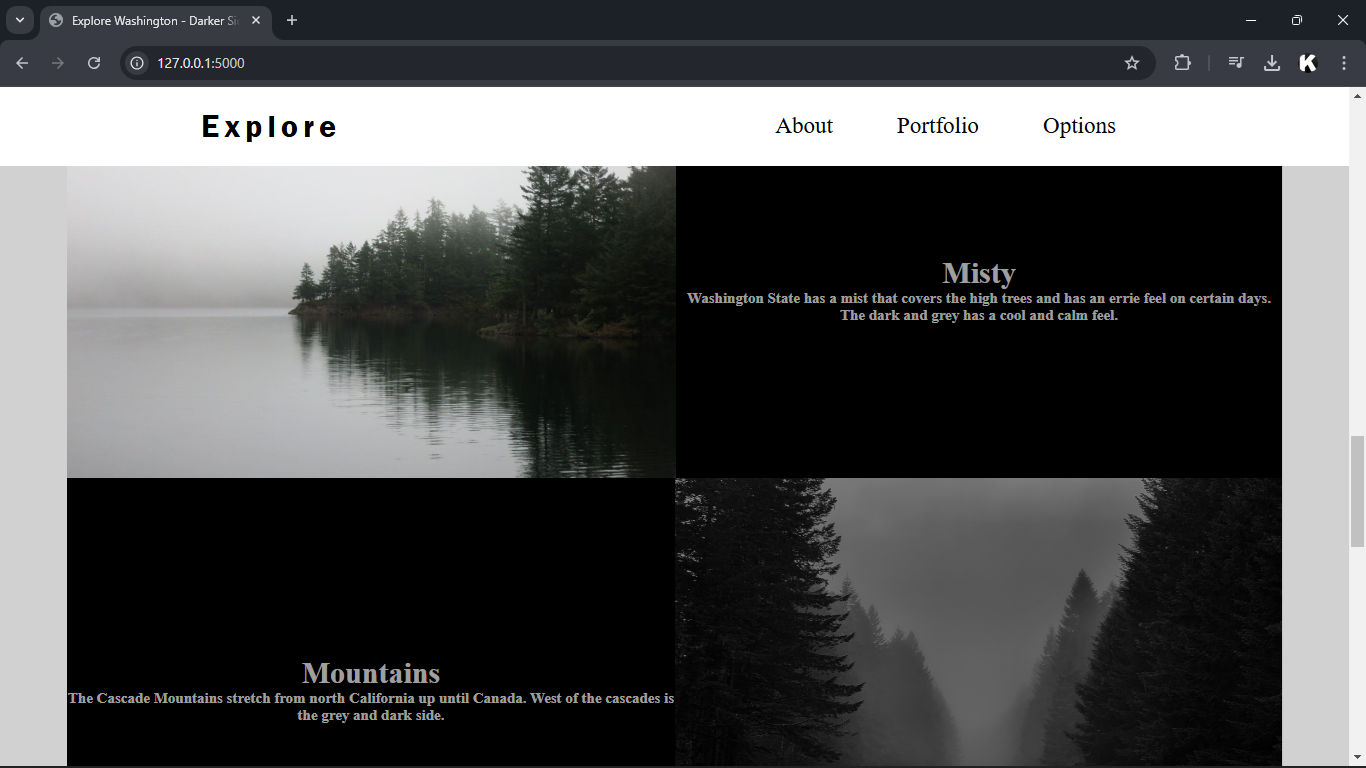 Explore Washington - Darker Si
127.0.0.1:5000
Explore
About
Portfolio
Options
Misty
Washington State has a mist that covers the high trees and has an errie feel on certain days.
The dark and grey has a cool and calm feel.
Mountains
The Cascade Mountains stretch from north California up until Canada. West of the cascades is
the grey and dark side.